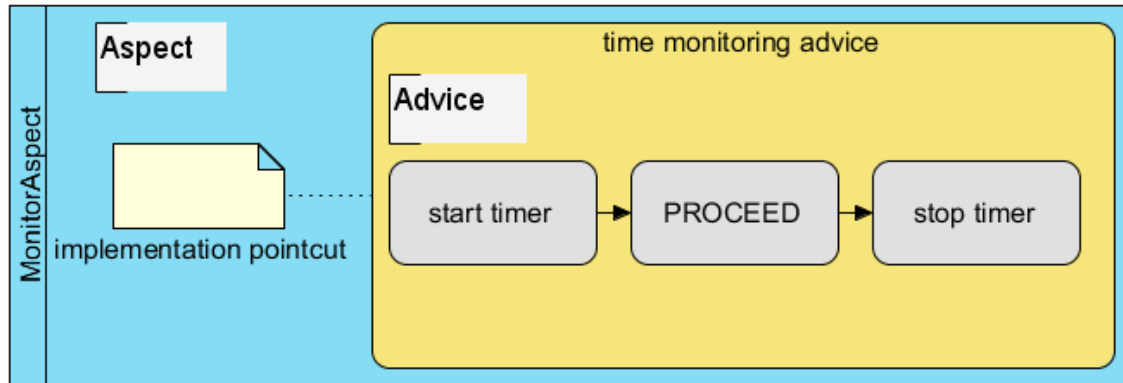 MonitorAspect
Aspect
implementation pointcut
time monitoring advice
Advice
start timer
PROCEED
stop timer